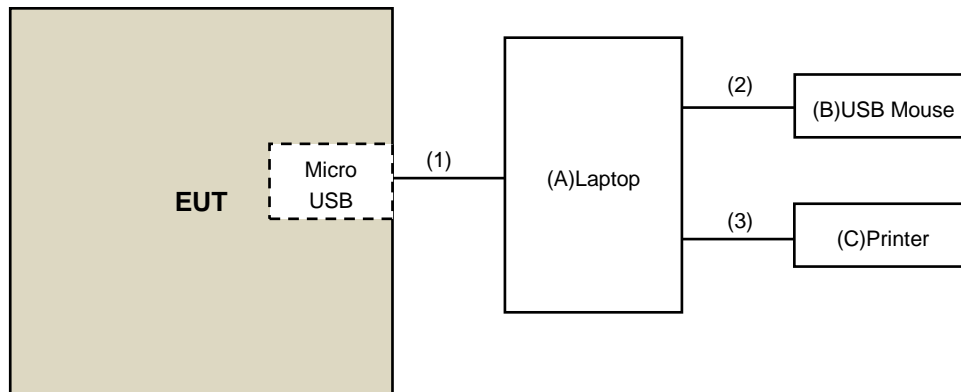 EUT
Micro
USB
(1)
(A)Laptop
(2)
(B)USB Mouse
(3)
(C)Printer